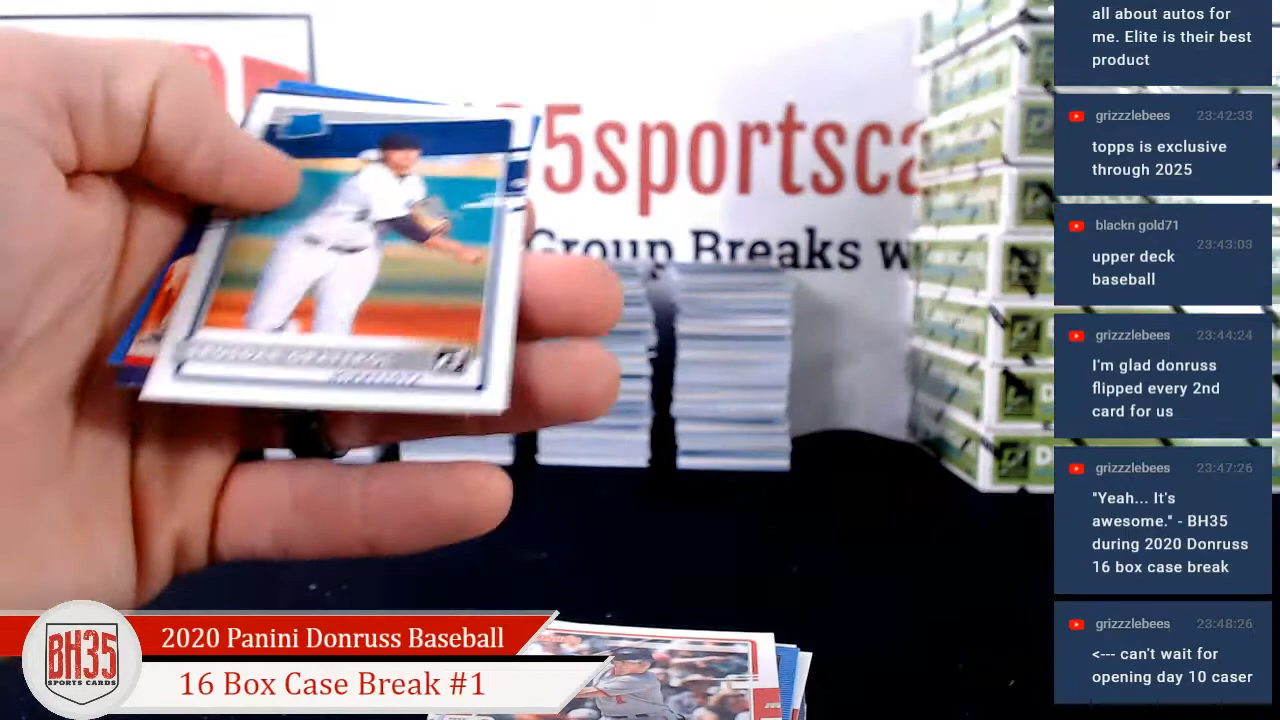 5sportsca
Group Breaks w
all about autos for
me. Elite is their best
product
grizzzlebees 23:42:33
topps is exclusive
through 2025
blackn gold71 23:43:03
upper deck
baseball
grizzzlebees 23:44:24
I'm glad donruss
flipped every 2nd
card for us
grizzzlebees 23:47:26
"Yeah... It's
awesome." - BH35
during 2020 Donruss
16 box case break
grizzzlebees 23:48:26
<--- can't wait for
opening day 10 caser
BH35
SPORTS CARDS
2020 Panini Donruss Baseball
16 Box Case Break #1